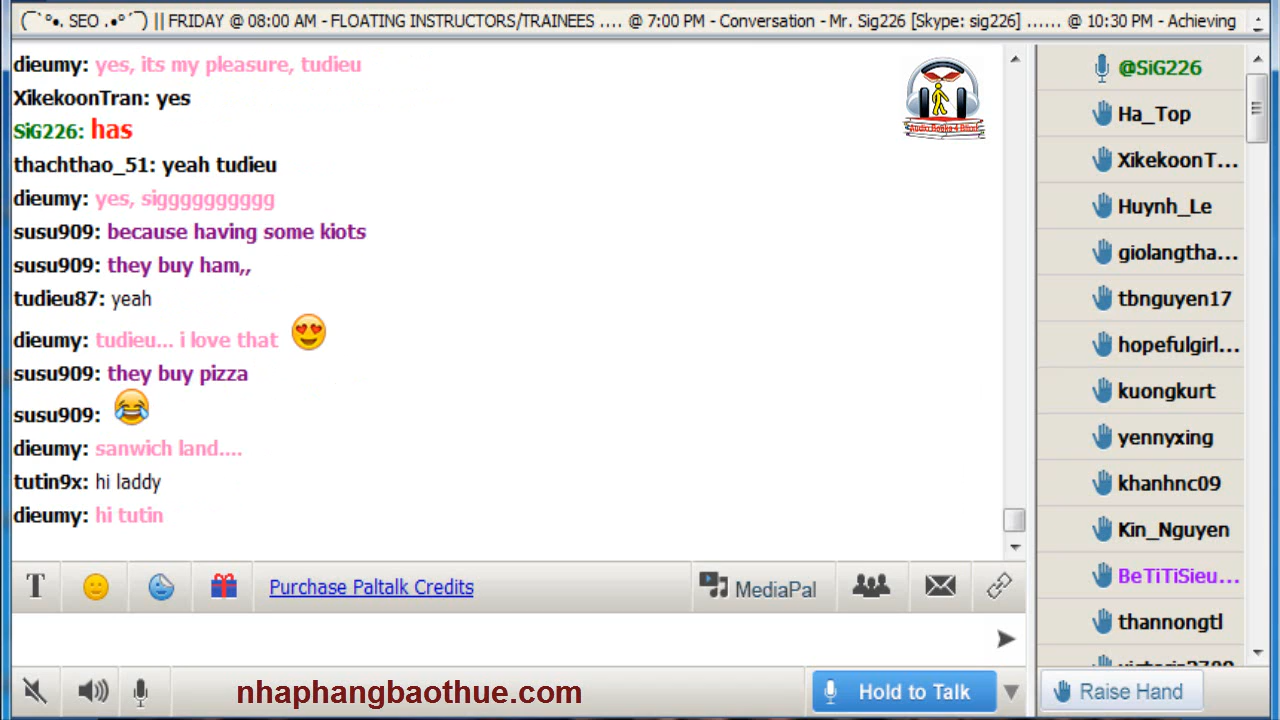 (¯`°•. SEO .•°´¯) || FRIDAY @ 08:00 AM - FLOATING INSTRUCTORS/TRAINEES .... @ 7:00 PM - Conversation - Mr. Sig226 [Skype: sig226] ...... @ 10:30 PM - Achieving
dieumy: yes, its my pleasure, tudieu
XikekoonTran: yes
SiG226: has
thachthao_51: yeah tudieu
dieumy: yes, sigggggggggg
susu909: because having some kiots
susu909: they buy ham,,
tudieu87: yeah
dieumy: tudieu... i love that 😍
susu909: they buy pizza
susu909: 😂
dieumy: sanwich land....
tutin9x: hi laddy
dieumy: hi tutin
Audio Books 4 Blind
@SiG226
Ha_Top
XikekoonT...
Huynh_Le
giolangtha...
tbnguyen17
hopefulgirl...
kuongkurt
yennyxing
khanhnc09
Kin_Nguyen
BeTiTiSieu...
thannongtl
T
Purchase Paltalk Credits
MediaPal
nhaphangbaothue.com
Hold to Talk
Raise Hand